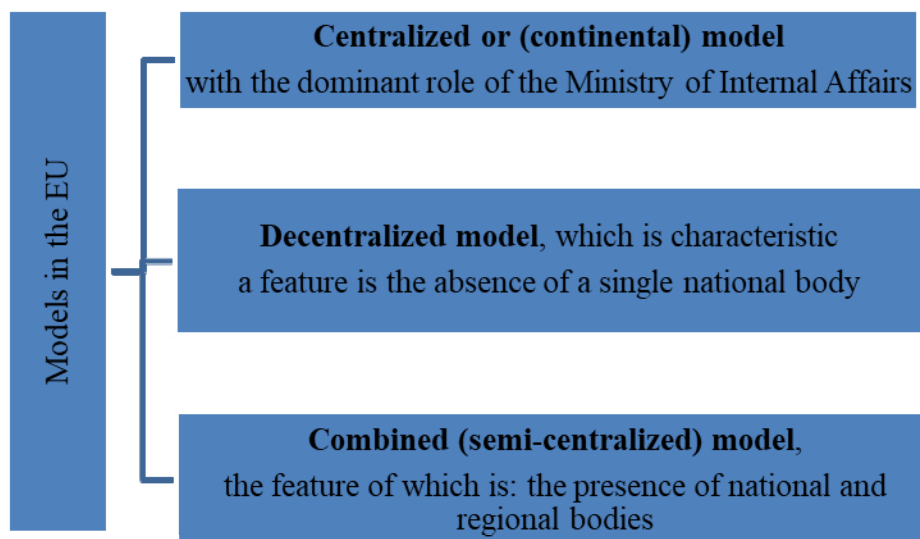 Models in the EU
Centralized or (continental) model
with the dominant role of the Ministry of Internal Affairs
Decentralized model, which is characteristic
a feature is the absence of a single national body
Combined (semi-centralized) model,
the feature of which is: the presence of national and
regional bodies